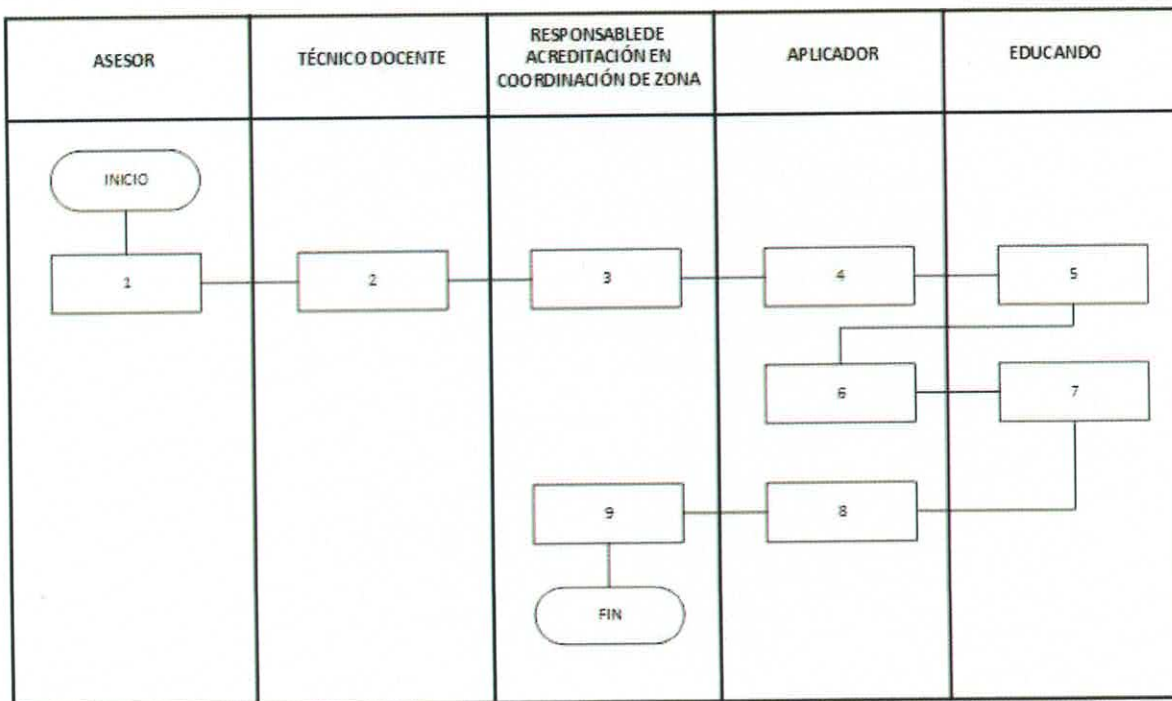 ASESOR
TÉCNICO DOCENTE
RESPONSABLEDE
ACREDITACIÓN EN
COORDINACIÓN DE ZONA
APLICADOR
EDUCANDO
INICIO
1
2
3
4
5
6
7
9
8
FIN